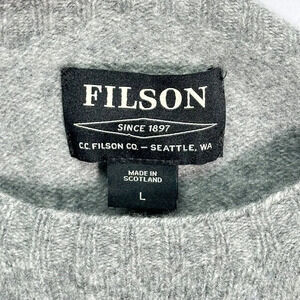 FILSON
SINCE 1897
C.C. FILSON CO. — SEATTLE, WA
MADE IN
SCOTLAND
L